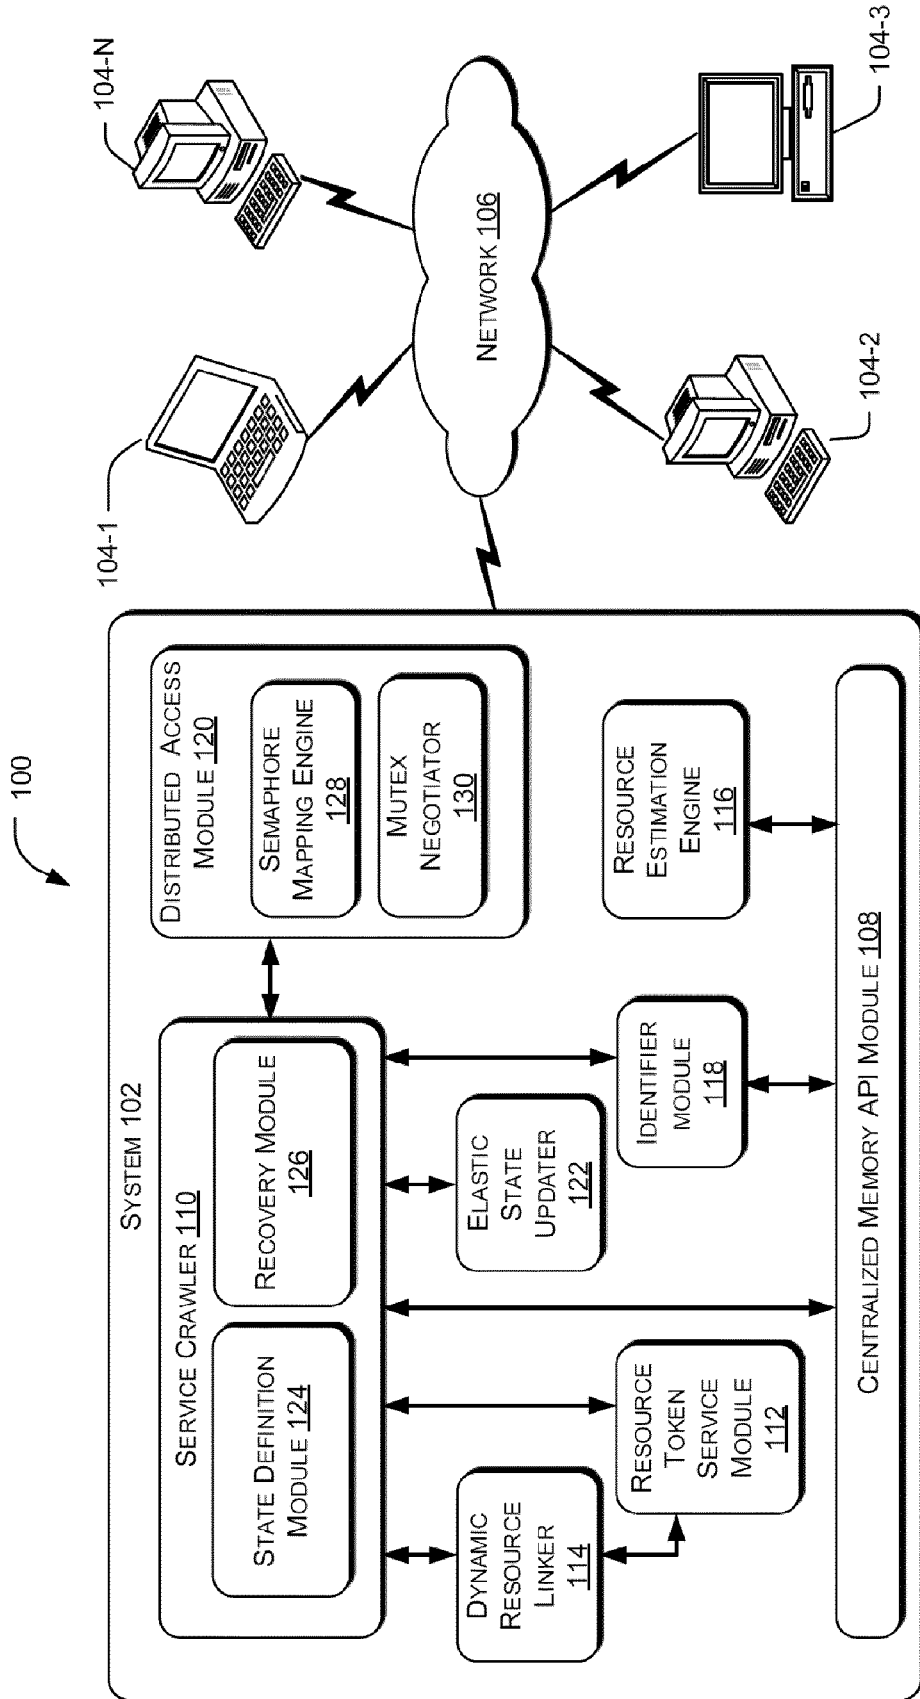 100
SYSTEM 102
SERVICE CRAWLER 110
STATE DEFINITION
MODULE 124
RECOVERY MODULE
126
DISTRIBUTED ACCESS
MODULE 120
SEMAPHORE
MAPPING ENGINE
128
MUTEX
NEGOTIATOR
130
DYNAMIC
RESOURCE
LINKER
114
ELASTIC
STATE
UPDATER
122
RESOURCE
TOKEN
SERVICE
MODULE
112
IDENTIFIER
MODULE
118
RESOURCE
ESTIMATION
ENGINE
116
CENTRALIZED MEMORY API MODULE 108
104-1
104-N
NETWORK 106
104-2
104-3